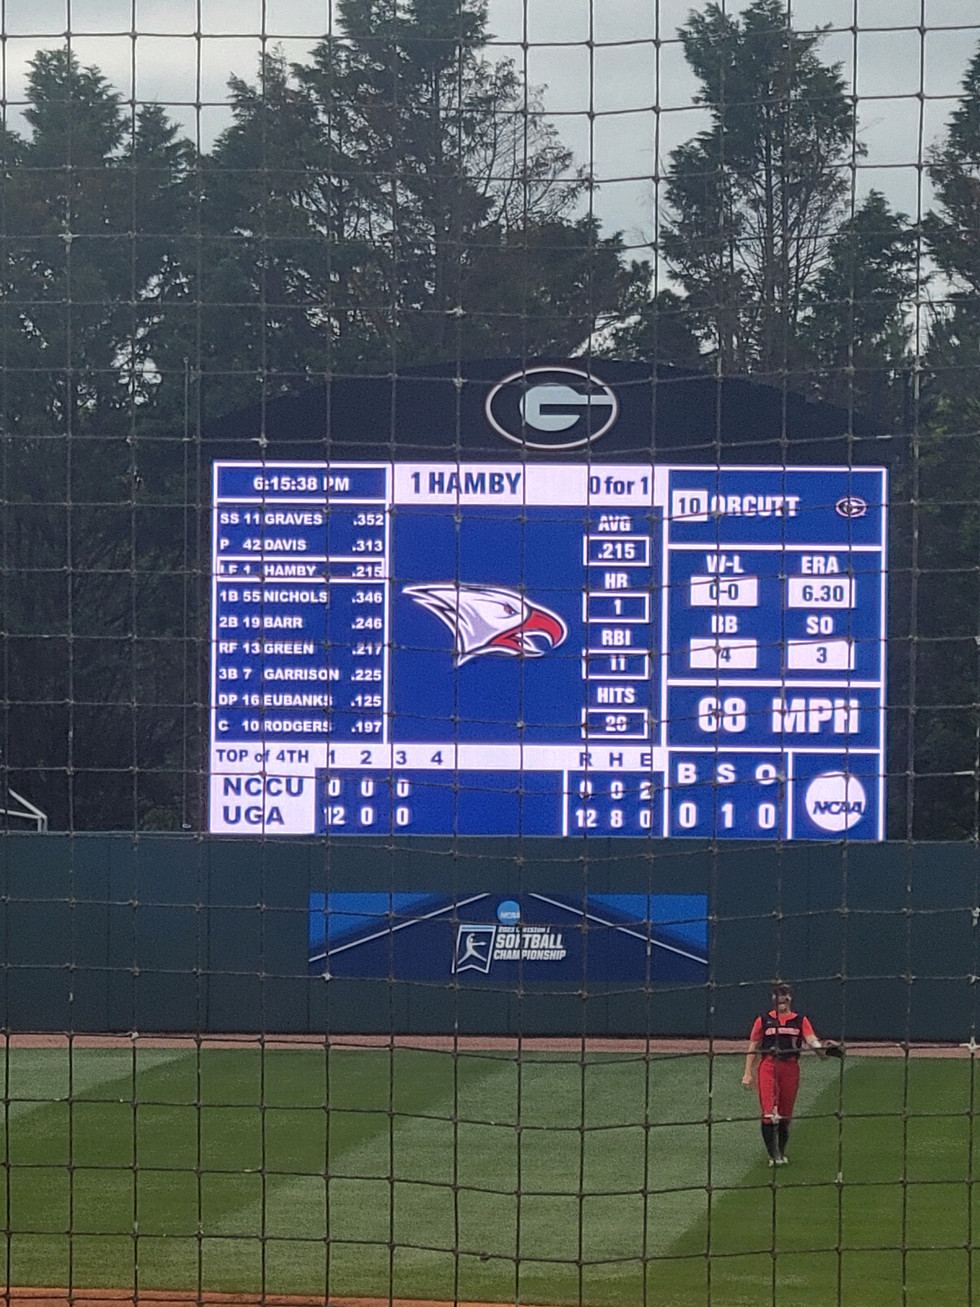 G
6:15:38 PM
1 HAMBY 0 for 1
SS 11 GRAVES .352
P 42 DAVIS .313
LF 1 HAMBY .215
1B 55 NICHOLS .346
2B 19 BARR .246
RF 13 GREEN .217
3B 7 GARRISON .225
DP 16 EUBANKS .125
C 10 RODGERS .197
AVG
.215
HR
1
RBI
11
HITS
28
10 ORCUTT
W-L ERA
0-0 6.30
BB SO
4 3
68 MPH
TOP of 4TH 1 2 3 4 R H E
NCCU 0 0 0 0 0 2
UGA 12 0 0 12 8 0
B S O
0 1 0
NCAA
NCAA
SOFTBALL
CHAMPIONSHIP